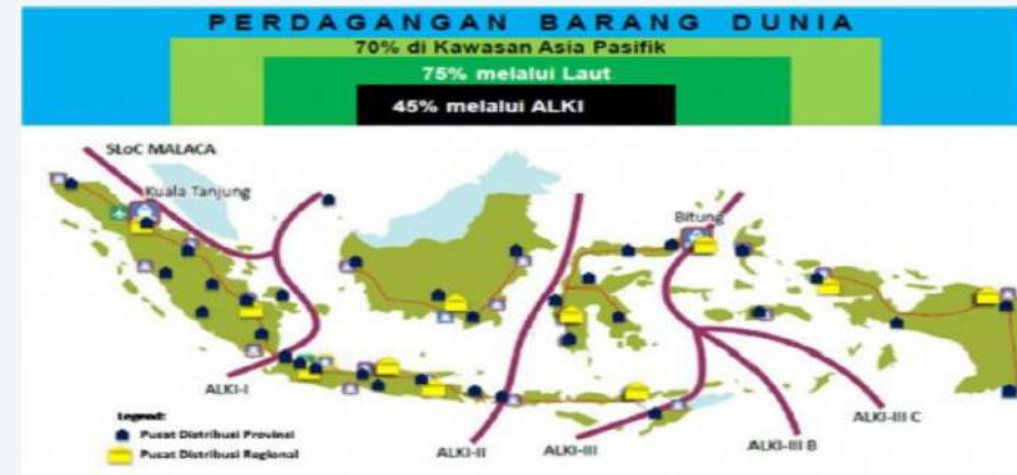 PERDAGANGAN BARANG DUNIA
70% di Kawasan Asia Pasifik
75% melalui Laut
45% melalui ALKI
SLoC MALACA
Kuala Tanjung
Bitung
ALKI-I
ALKI-II
ALKI-III
ALKI-III B
ALKI-III C
Legend:
Pusat Distribusi Provinsi
Pusat Distribusi Regional